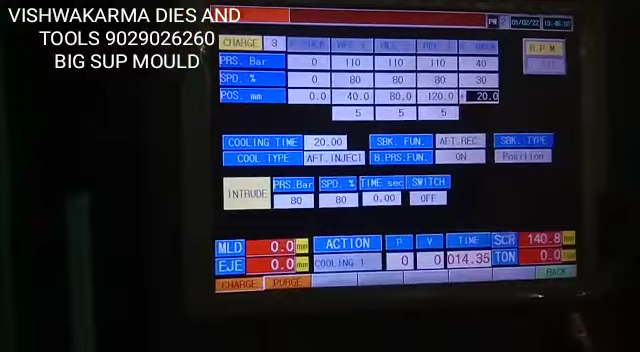 VISHWAKARMA DIES AND
TOOLS 9029026260
BIG SUP MOULD
01/02/22
CHARGE 3
R.P.M
PRS. Bar 0 110 110 110 40
SPD. % 0 80 80 80 30
POS. mm 0.0 40.0 80.0 120.0 20.0
5 5 5
COOLING TIME 20.00 SBK. FUN. AFT.REC. SBK. TYPE
COOL TYPE AFT.INJECT B.PRS.FUN. ON Position
INTRUDE PRS.Bar SPD. % TIME sec SWITCH
80 80 0.00 OFF
MLD 0.0 mm ACTION P V TIME SCR 140.8 mm
EJE 0.0 mm COOLING 1 0 0 014.35 TON 0.0
CHARGE PURGE BACK